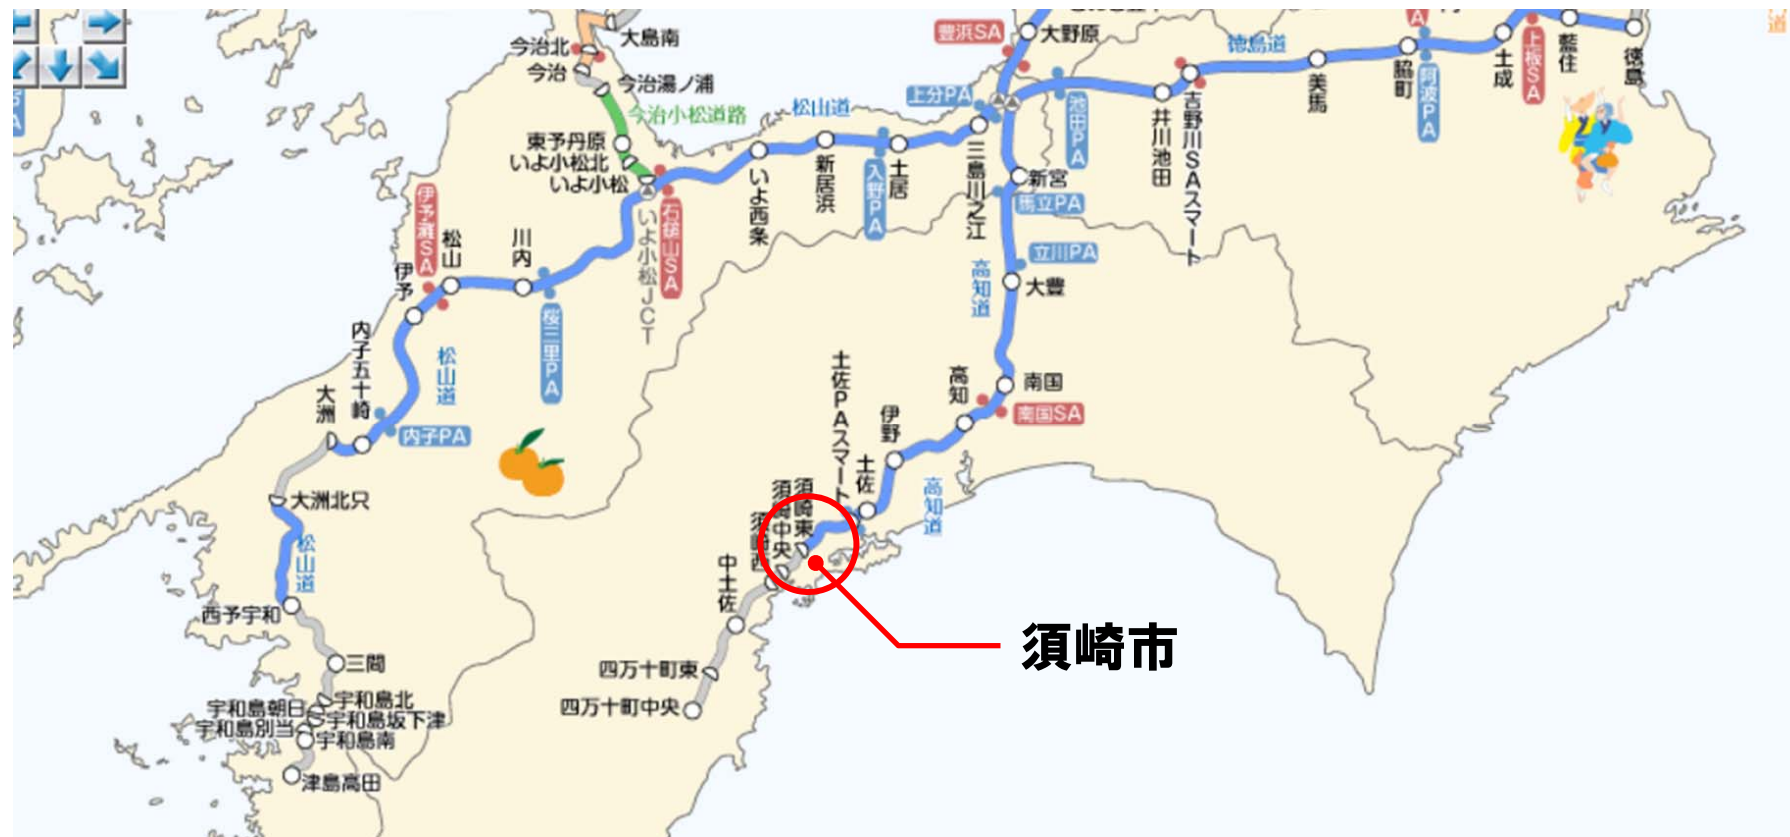 豊浜SA
大野原
徳島道
上板SA
藍住
徳島
土成
脇町
阿波PA
美馬
吉野川SAスマート
井川池田
池田PA
上分PA
大島南
今治北
今治
今治湯ノ浦
今治小松道路
松山道
東予丹原
いよ小松北
いよ小松
いよ小松JCT
石鎚山SA
いよ西条
新居浜
入野PA
土居
三島川之江
新宮
馬立PA
立川PA
高知道
大豊
伊予灘SA
松山
川内
伊予
桜三里PA
内子五十崎
松山道
大洲
内子PA
大洲北只
松山道
西予宇和
三間
宇和島北
宇和島朝日
宇和島坂下津
宇和島別当
宇和島南
津島高田
南国
南国SA
高知
伊野
土佐PAスマート
土佐
高知道
須崎東
須崎中央
須崎西
中土佐
四万十町東
四万十町中央
須崎市